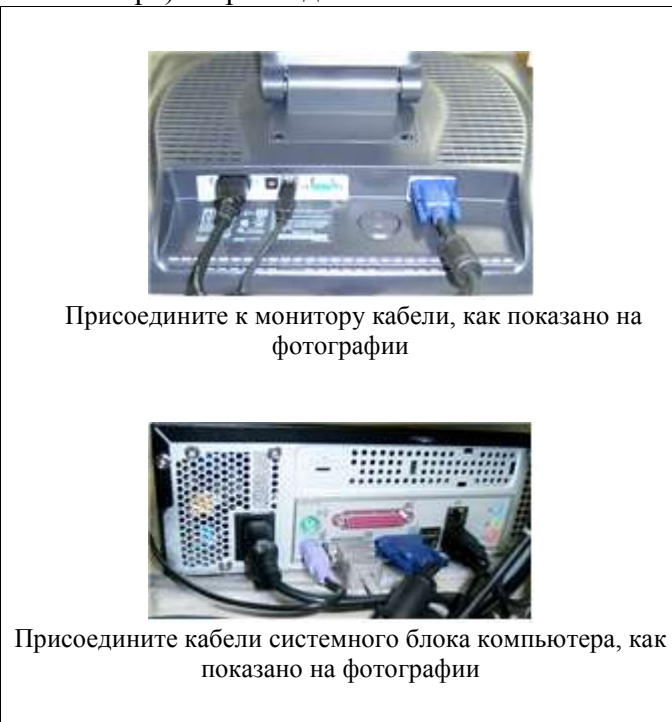 Присоедините к монитору кабели, как показано на
фотографии
Присоедините кабели системного блока компьютера, как
показано на фотографии